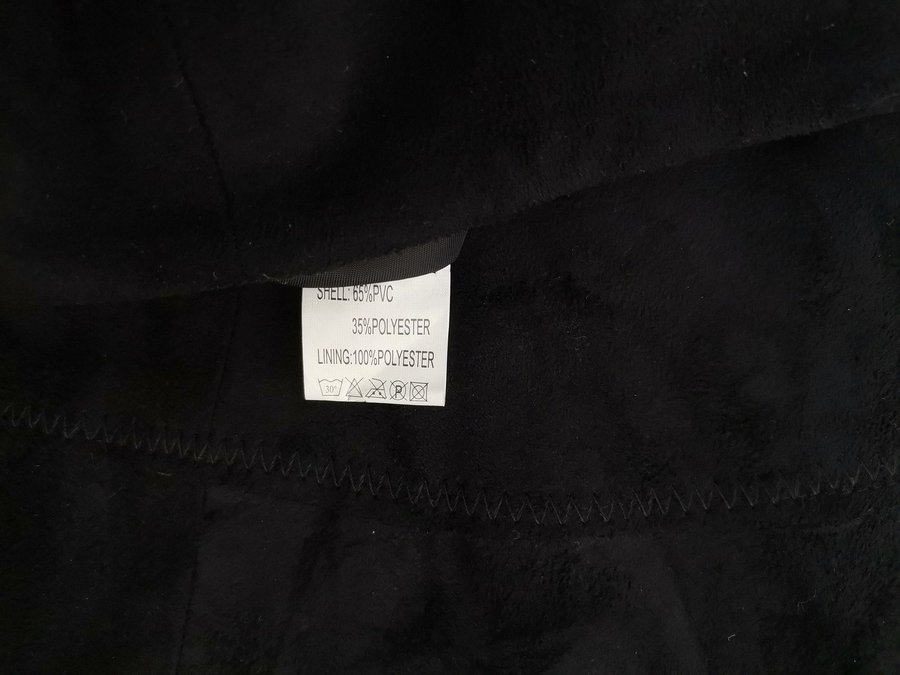 SHELL: 65%PVC
35%POLYESTER
LINING:100%POLYESTER
30° P